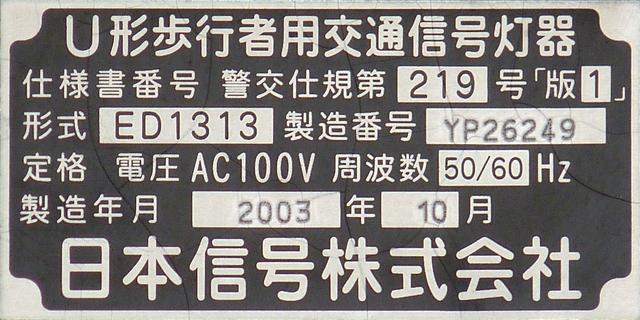 U形歩行者用交通信号灯器
仕様書番号 警交仕規第 219 号「版1」
形式 ED1313 製造番号 YP26249
定格 電圧 AC100V 周波数 50/60 Hz
製造年月 2003 年 10 月
日本信号株式会社